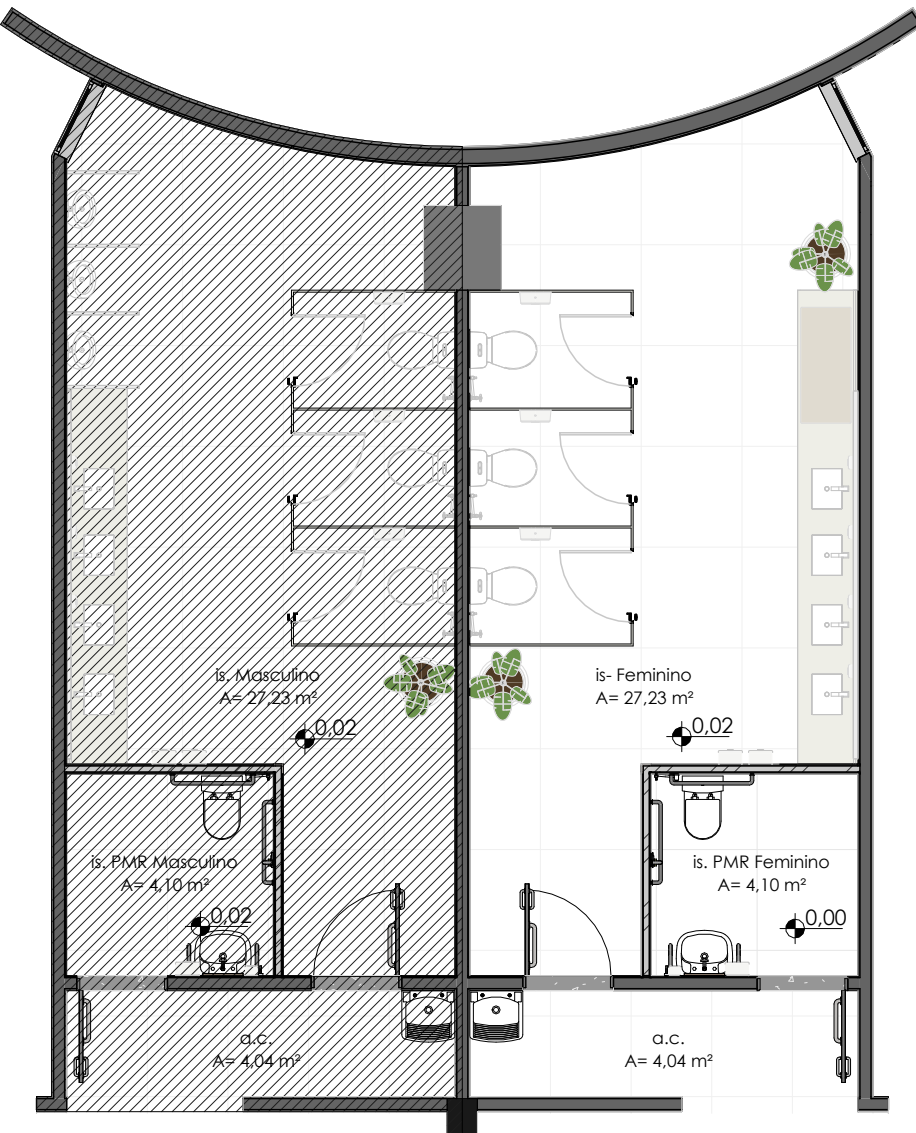 is. Masculino
A= 27,23 m²
0,02
is- Feminino
A= 27,23 m²
0,02
is. PMR Masculino
A= 4,10 m²
0,02
is. PMR Feminino
A= 4,10 m²
0,00
a.c.
A= 4,04 m²
a.c.
A= 4,04 m²